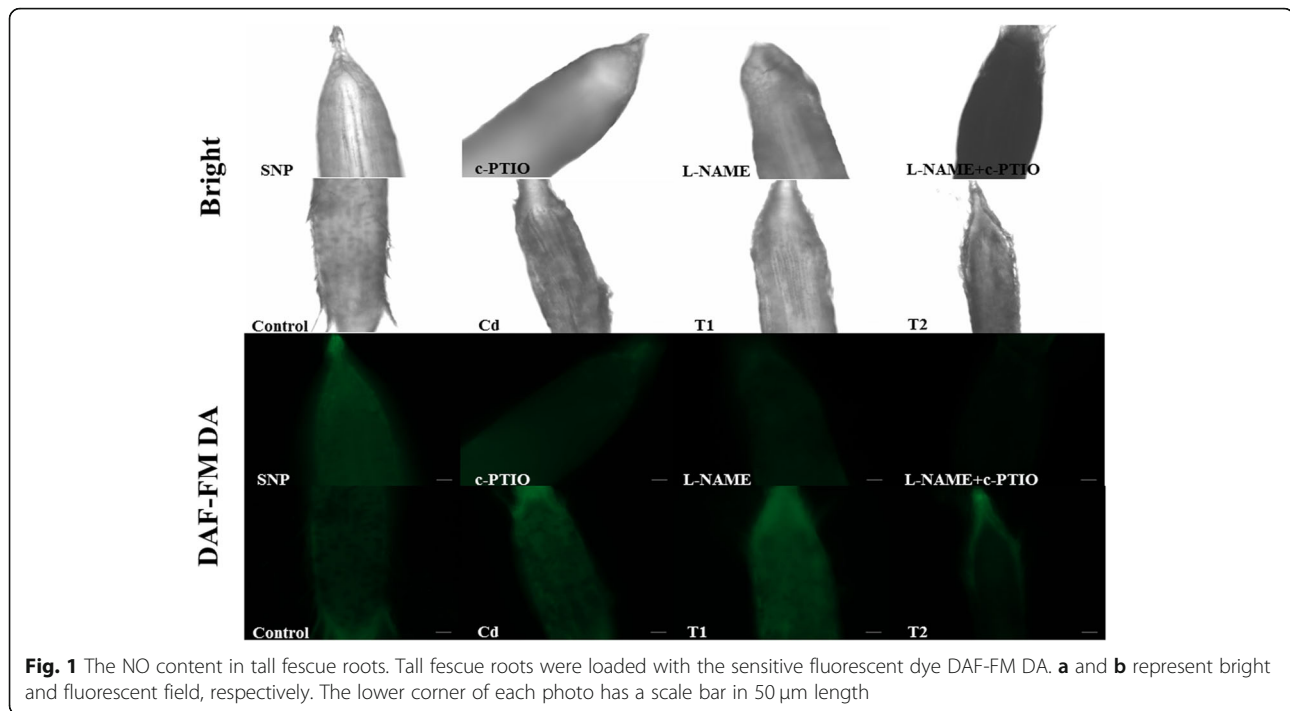 Bright
SNP
c-PTIO
L-NAME
L-NAME+c-PTIO
Control
Cd
T1
T2
DAF-FM DA
SNP
c-PTIO
L-NAME
L-NAME+c-PTIO
Control
Cd
T1
T2
Fig. 1 The NO content in tall fescue roots. Tall fescue roots were loaded with the sensitive fluorescent dye DAF-FM DA. a and b represent bright
and fluorescent field, respectively. The lower corner of each photo has a scale bar in 50 μm length